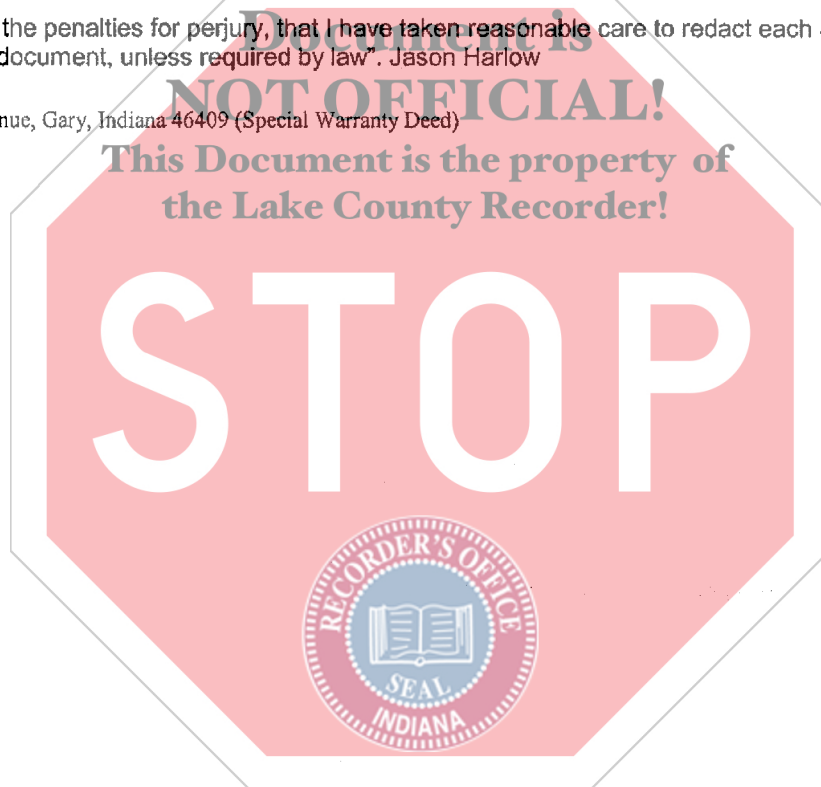 the penalties for perjury, that I have taken reasonable care to redact each
document, unless required by law". Jason Harlow
nue, Gary, Indiana 46409 (Special Warranty Deed)
Document is
NOT OFFICIAL!
This Document is the property of
the Lake County Recorder!
STOP
RECORDER'S OFFICE
SEAL
INDIANA